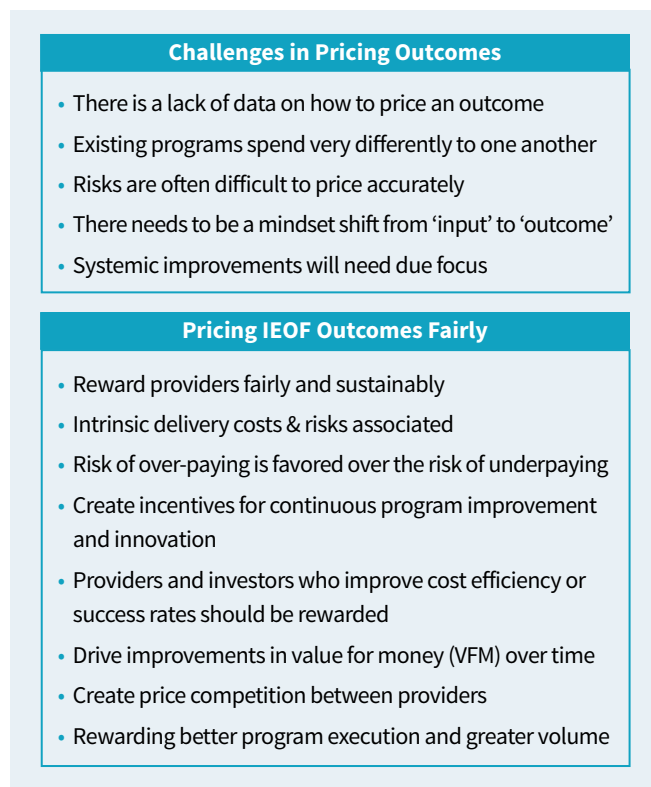 Challenges in Pricing Outcomes
• There is a lack of data on how to price an outcome
• Existing programs spend very differently to one another
• Risks are often difficult to price accurately
• There needs to be a mindset shift from ‘input’ to ‘outcome’
• Systemic improvements will need due focus
Pricing IEOF Outcomes Fairly
• Reward providers fairly and sustainably
• Intrinsic delivery costs & risks associated
• Risk of over-paying is favored over the risk of underpaying
• Create incentives for continuous program improvement
and innovation
• Providers and investors who improve cost efficiency or
success rates should be rewarded
• Drive improvements in value for money (VFM) over time
• Create price competition between providers
• Rewarding better program execution and greater volume